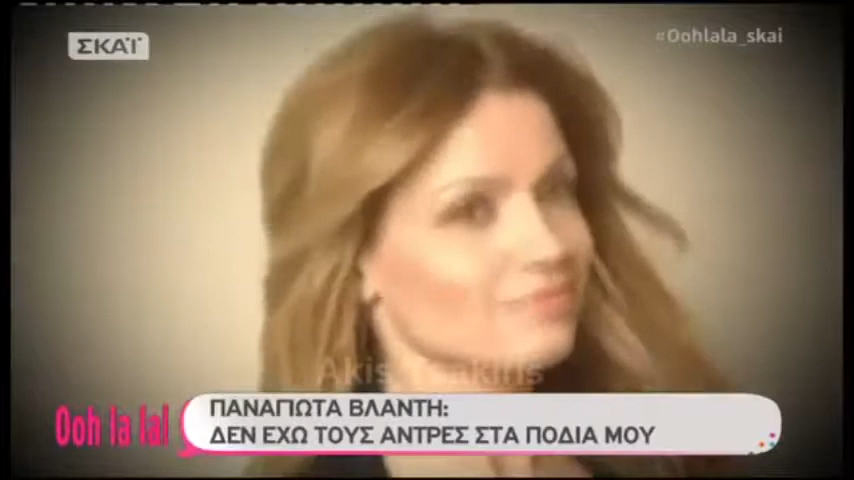 ΣΚΑΪ
#Oohlala_skai
Ooh la la!
ΠΑΝΑΓΙΩΤΑ ΒΛΑΝΤΗ:
ΔΕΝ ΕΧΩ ΤΟΥΣ ΑΝΤΡΕΣ ΣΤΑ ΠΟΔΙΑ ΜΟΥ